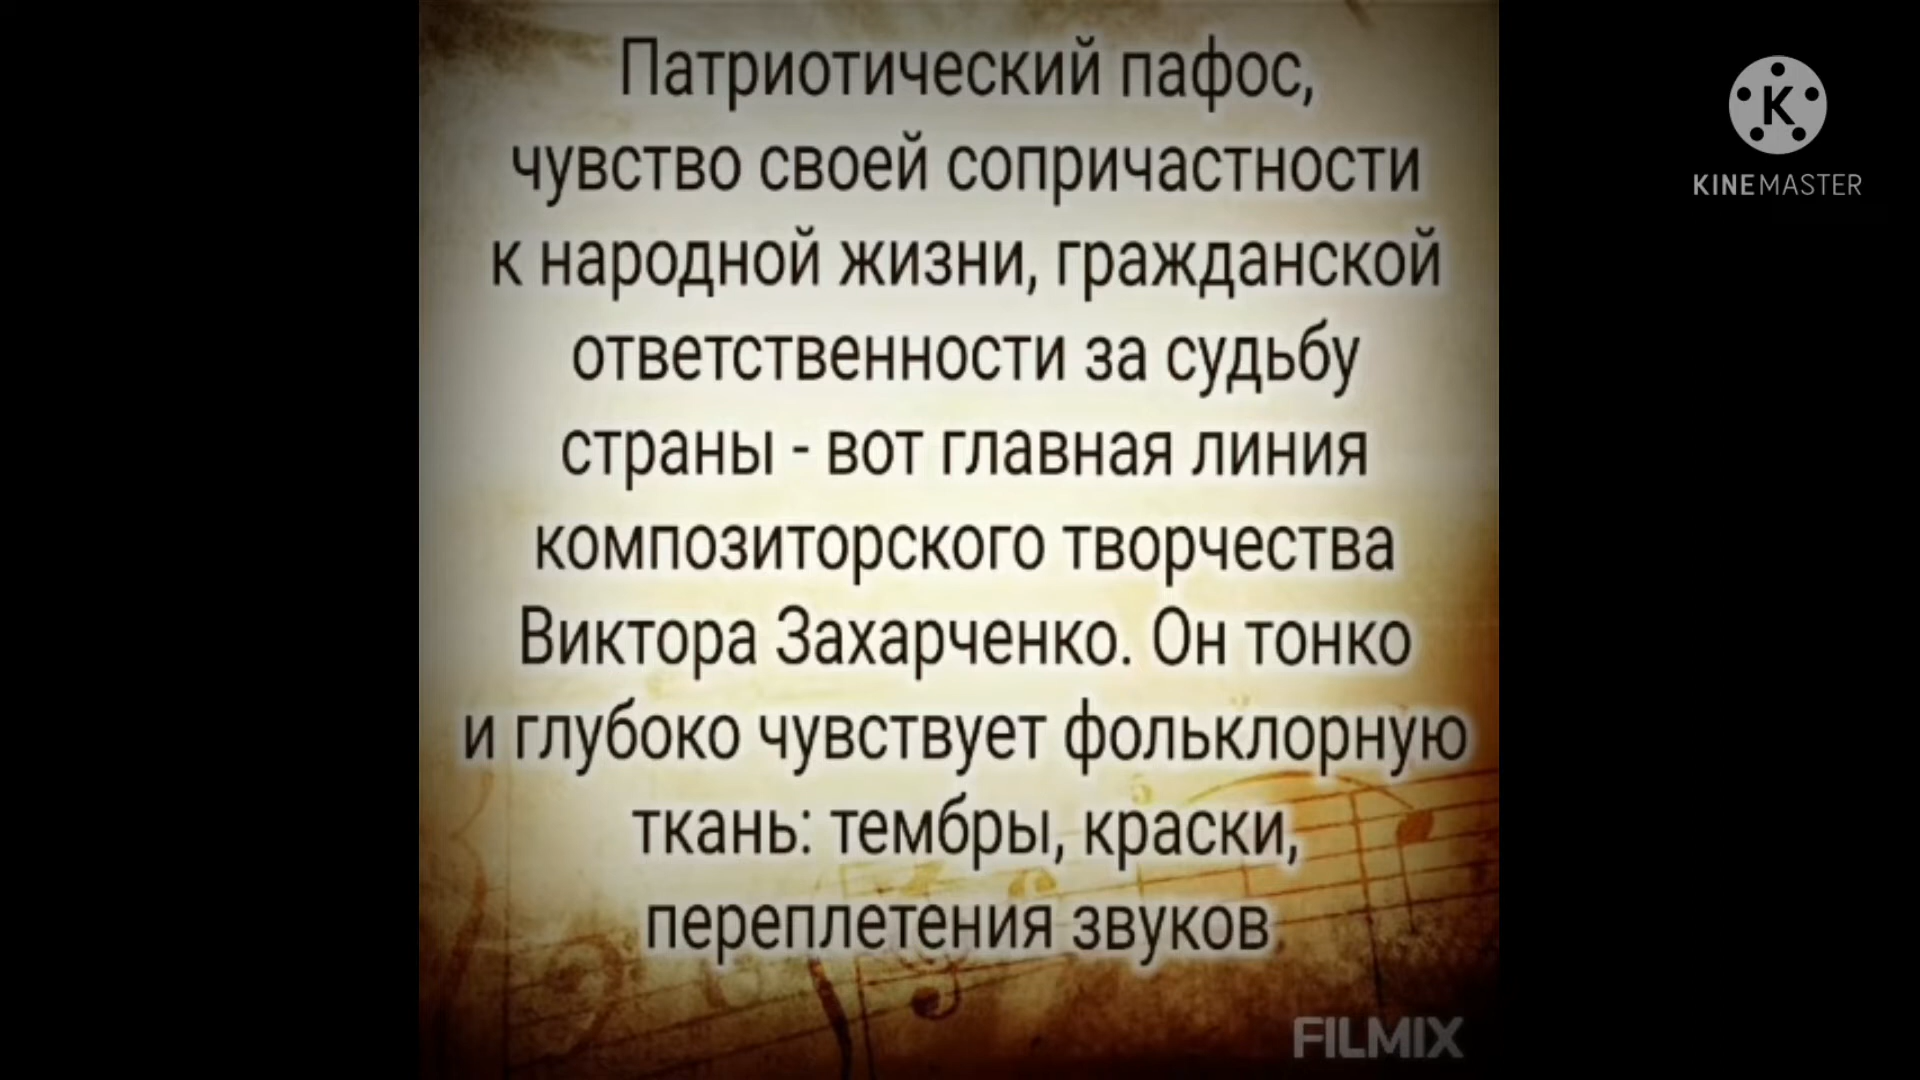 Патриотический пафос,
чувство своей сопричастности
к народной жизни, гражданской
ответственности за судьбу
страны - вот главная линия
композиторского творчества
Виктора Захарченко. Он тонко
и глубоко чувствует фольклорную
ткань: тембры, краски,
переплетения звуков
K
KINEMASTER
FILMIX